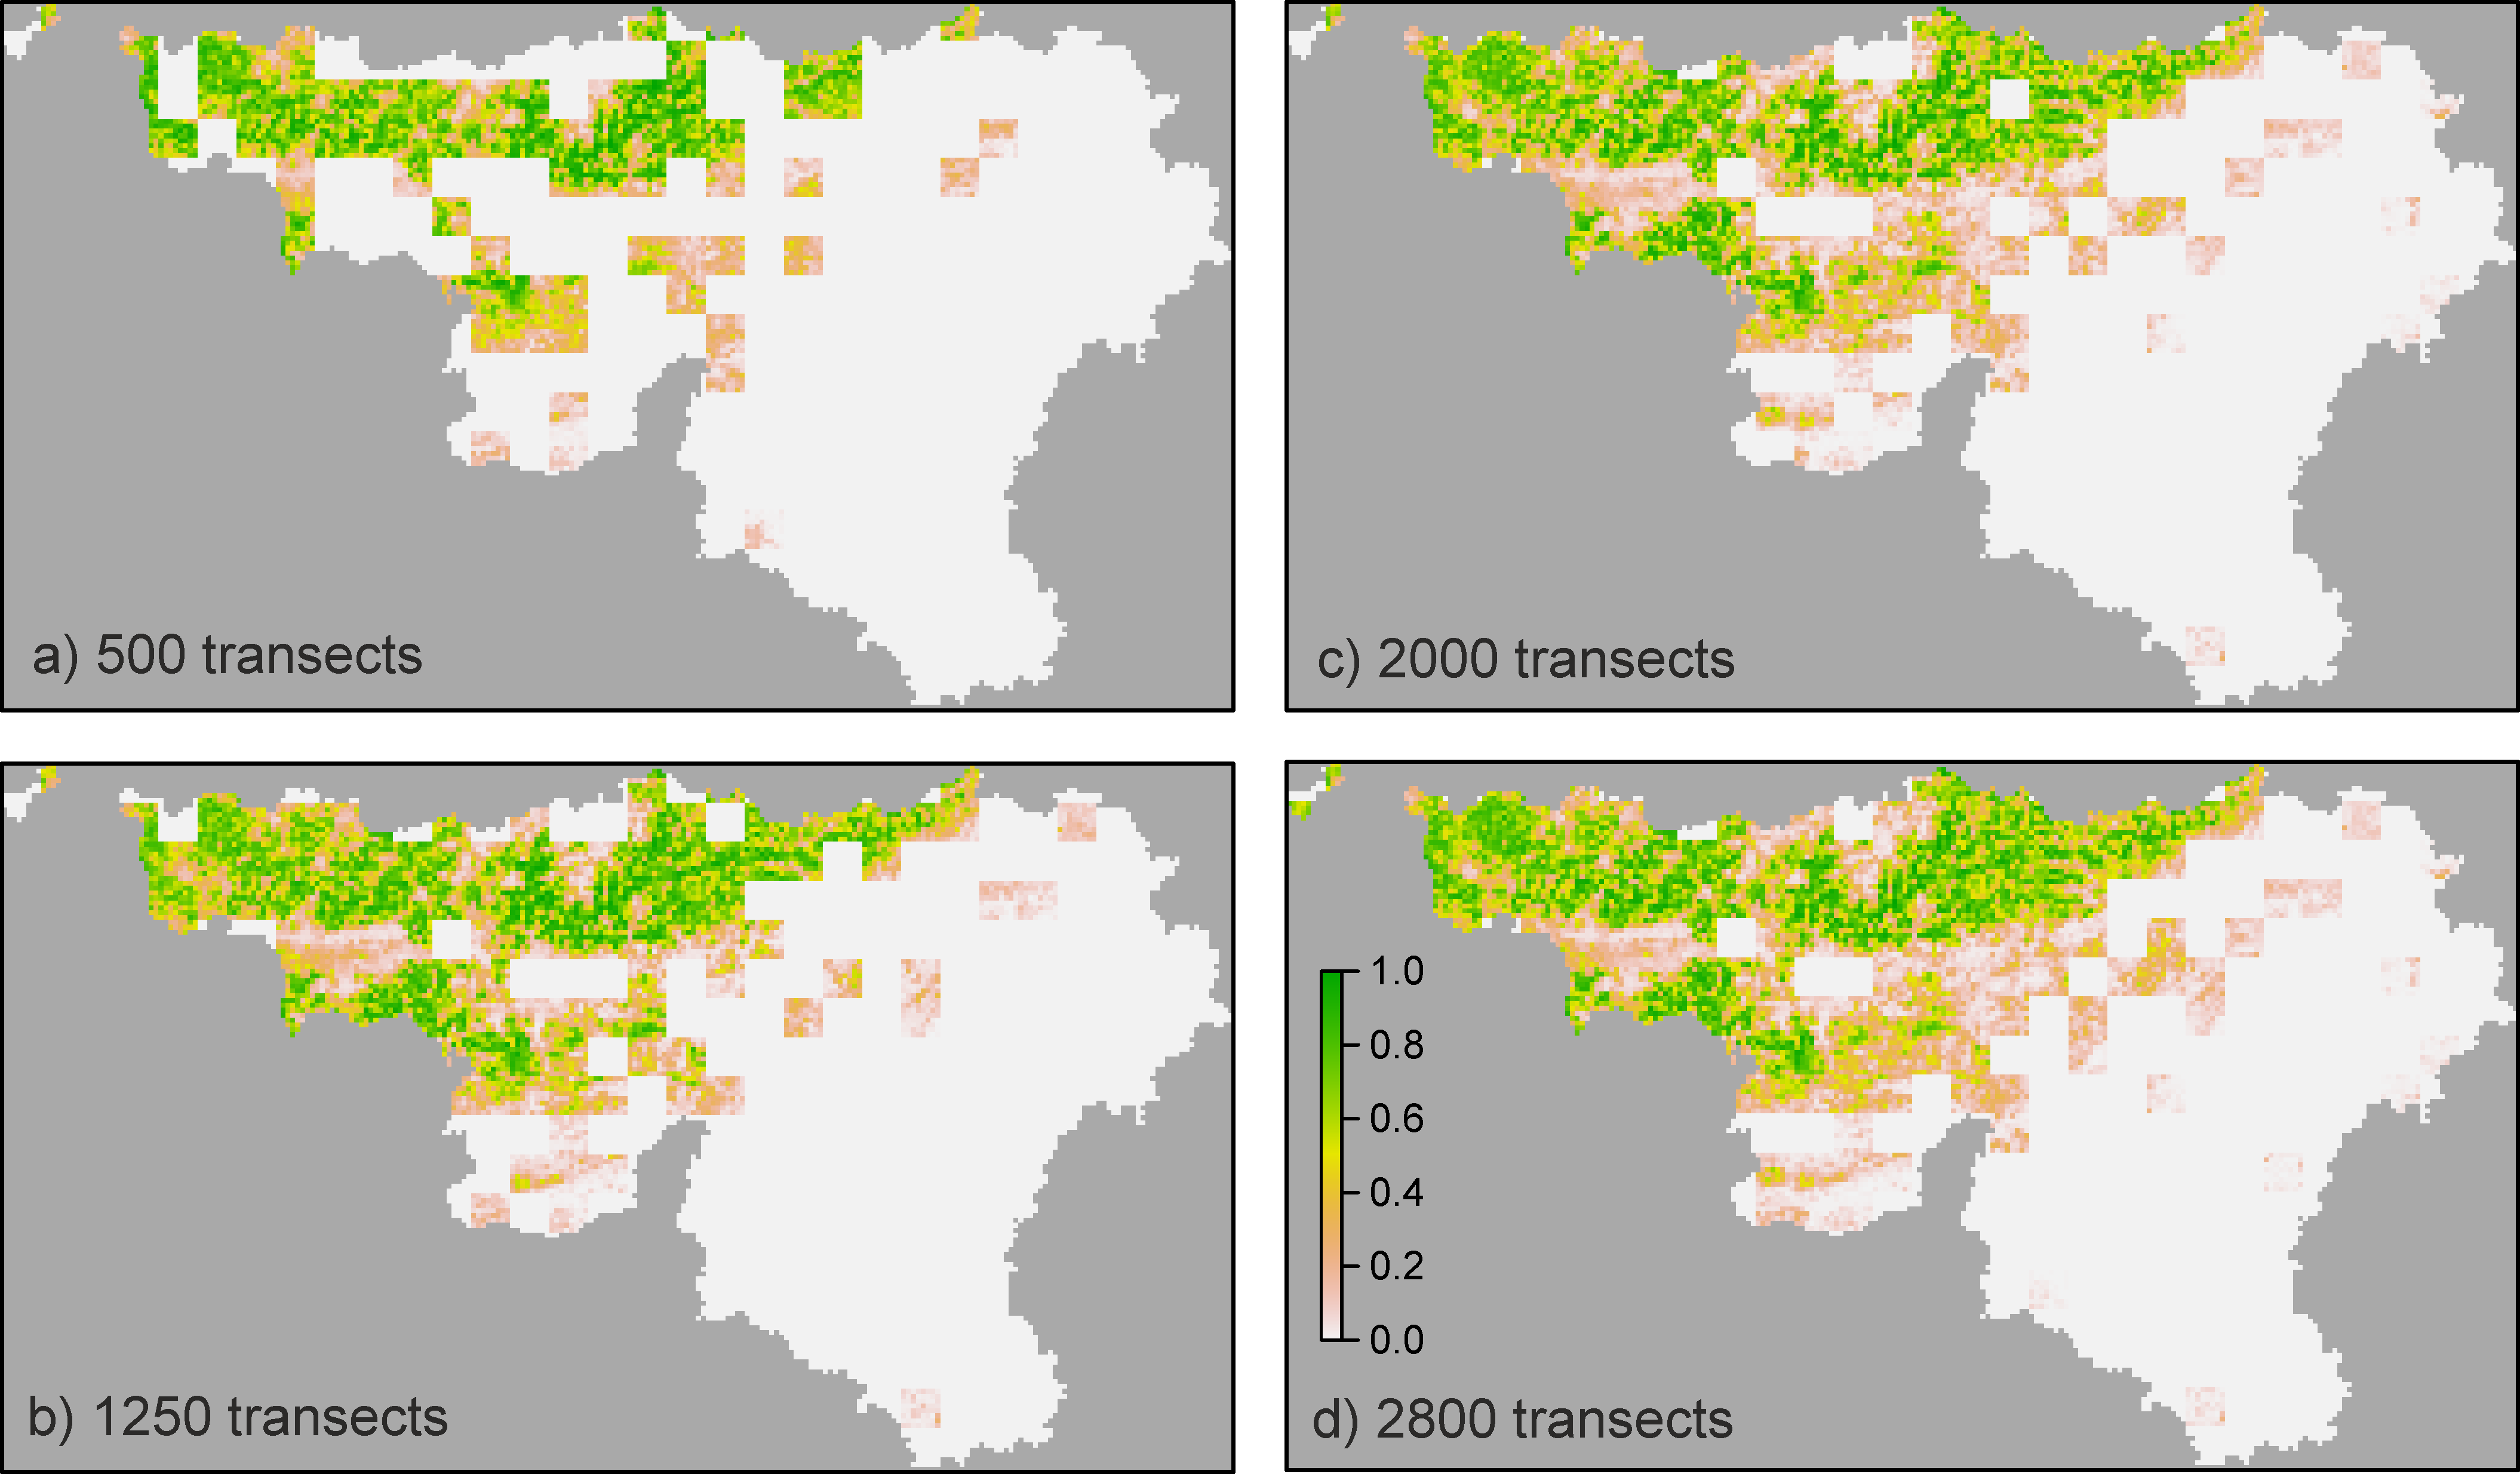 a) 500 transects
c) 2000 transects
b) 1250 transects
1.0
0.8
0.6
0.4
0.2
0.0
d) 2800 transects